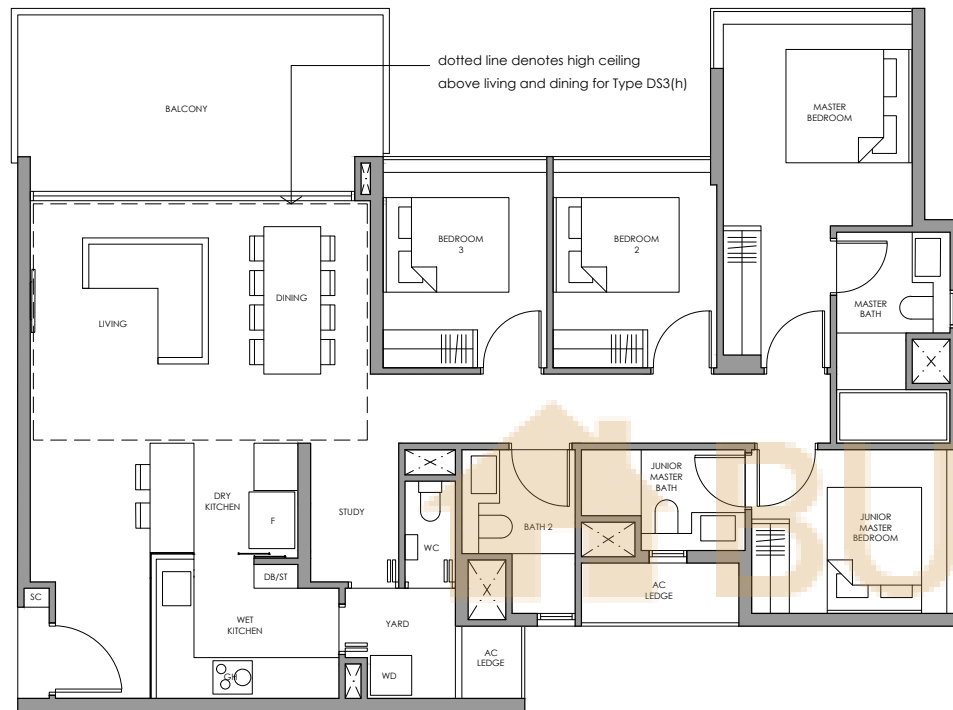 dotted line denotes high ceiling
above living and dining for Type DS3(h)
BALCONY
MASTER
BEDROOM
BEDROOM
3
BEDROOM
2
DINING
LIVING
MASTER
BATH
DRY
KITCHEN
F
STUDY
WC
BATH 2
JUNIOR
MASTER
BATH
JUNIOR
MASTER
BEDROOM
DB/ST
SC
WET
KITCHEN
YARD
AC
LEDGE
AC
LEDGE
GH
WD
BU